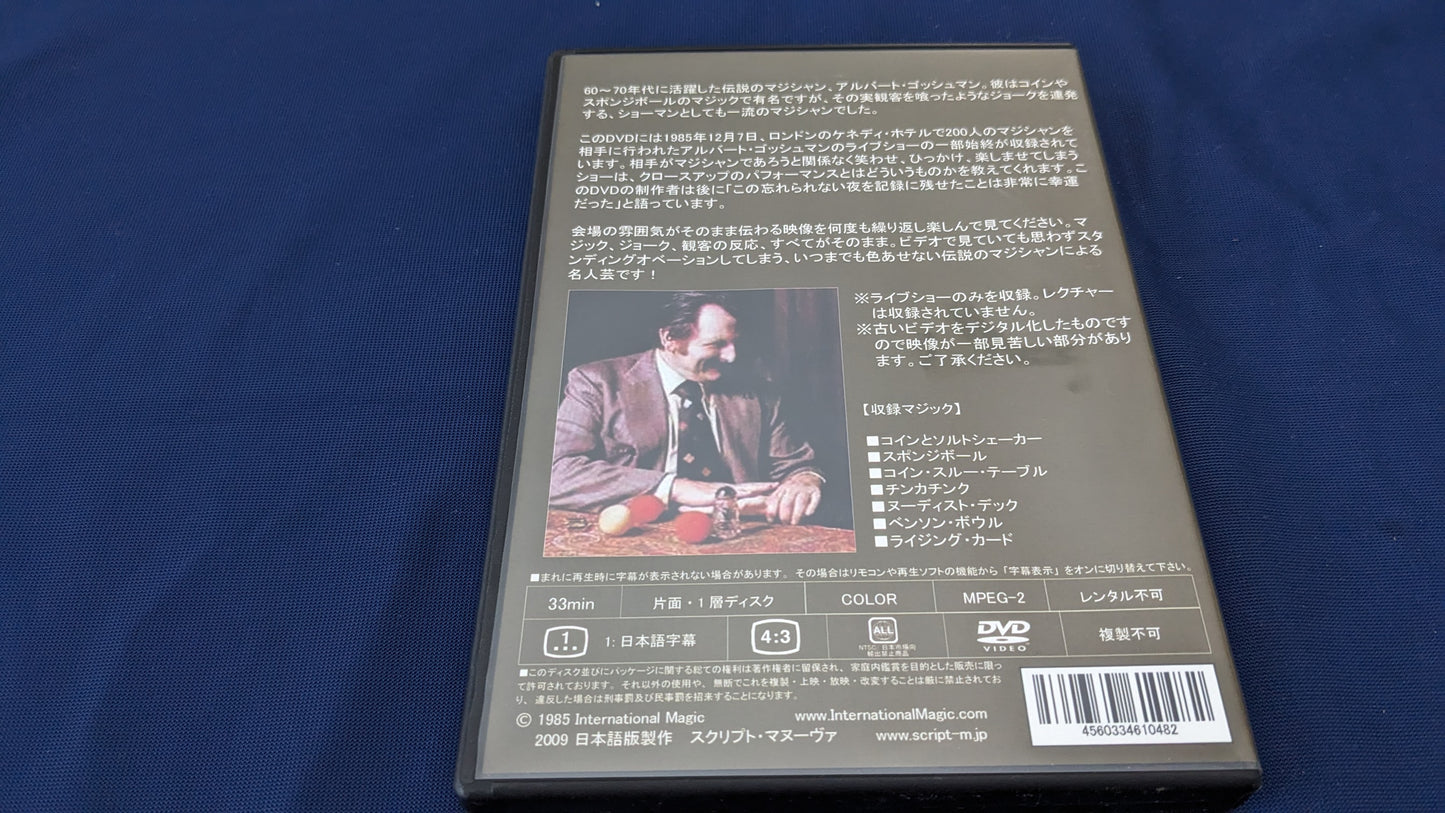 60～70年代に活躍した伝説のマジシャン、アルバート・ゴッシュマン。彼はコインや
スポンジボールのマジックで有名ですが、その実観客を喰ったようなジョークを連発
する、ショーマンとしても一流のマジシャンでした。
このDVDには1985年12月7日、ロンドンのケネディ・ホテルで200人のマジシャンを
相手に行われたアルバート・ゴッシュマンのライブショーの一部始終が収録されて
います。相手がマジシャンであろうと関係なく笑わせ、ひっかけ、楽しませてしまう
ショーは、クロースアップのパフォーマンスとはどういうものかを教えてくれます。こ
のDVDの制作者は後に「この忘れられない夜を記録に残せたことは非常に幸運
だった」と語っています。
会場の雰囲気がそのまま伝わる映像を何度も繰り返し楽しんで見てください。マ
ジック、ジョーク、観客の反応、すべてがそのまま。ビデオで見ていても思わずスタ
ンディングオベーションしてしまう、いつまでも色あせない伝説のマジシャンによる
名人芸です！
※ライブショーのみを収録。レクチャー
は収録されていません。
※古いビデオをデジタル化したものです
ので映像が一部見苦しい部分があり
ます。ご了承ください。
【収録マジック】
■コインとソルトシェーカー
■スポンジボール
■コイン・スルー・テーブル
■チンカチンク
■ヌーディスト・デック
■ベンソン・ボウル
■ライジング・カード
■まれに再生時に字幕が表示されない場合があります。その場合はリモコンや再生ソフトの機能から「字幕表示」をオンに切り替えて下さい。
33min 片面・1層ディスク COLOR MPEG-2 レンタル不可
1 1:日本語字幕 4:3 ALL DVD VIDEO 複製不可
NTSC/日本市場向
輸出禁止商品
■このディスク並びにパッケージに関する総ての権利は著作権者に留保され、家庭内鑑賞を目的とした販売に限っ
て許可されております。それ以外の使用や、無断でこれを複製・上映・放映・改変することは厳に禁止されてお
り、違反した場合は刑事罰及び民事罰を招来することになります。
© 1985 International Magic www.InternationalMagic.com
2009 日本語版製作 スクリプト・マヌーヴァ www.script-m.jp
4560334610482